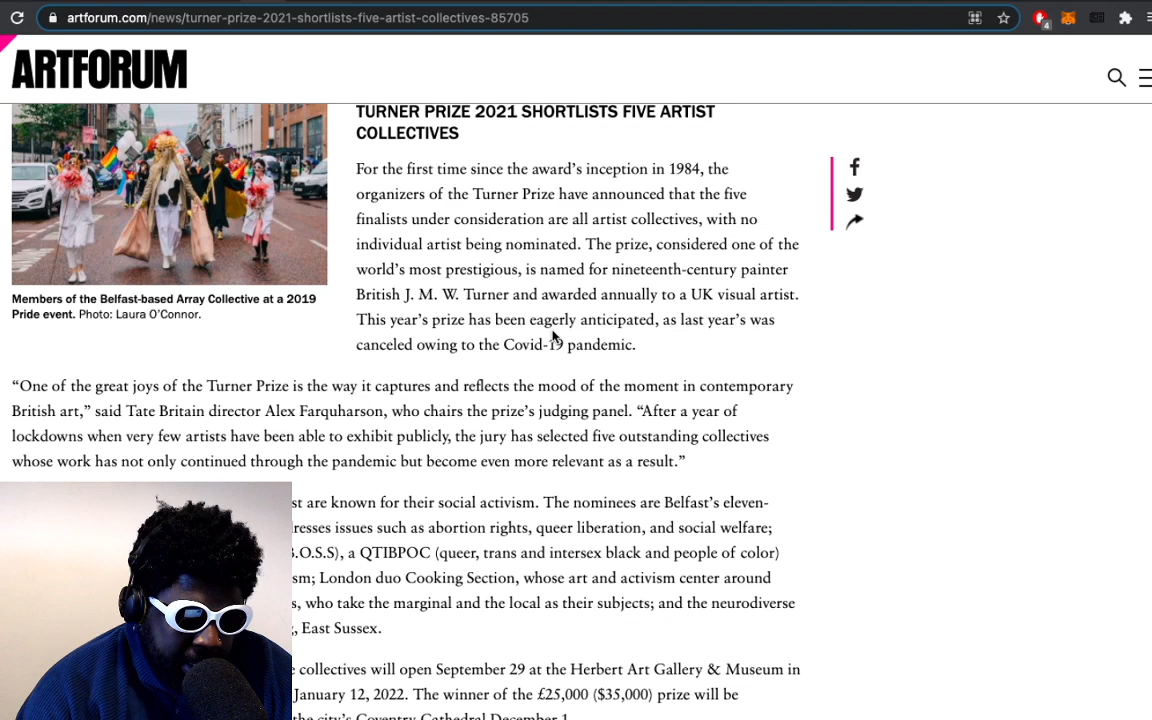 artforum.com/news/turner-prize-2021-shortlists-five-artist-collectives-85705
4
ARTFORUM
TURNER PRIZE 2021 SHORTLISTS FIVE ARTIST
COLLECTIVES
For the first time since the award’s inception in 1984, the
organizers of the Turner Prize have announced that the five
finalists under consideration are all artist collectives, with no
individual artist being nominated. The prize, considered one of the
world’s most prestigious, is named for nineteenth-century painter
British J. M. W. Turner and awarded annually to a UK visual artist.
This year’s prize has been eagerly anticipated, as last year’s was
canceled owing to the Covid-19 pandemic.
Members of the Belfast-based Array Collective at a 2019
Pride event. Photo: Laura O’Connor.
“One of the great joys of the Turner Prize is the way it captures and reflects the mood of the moment in contemporary
British art,” said Tate Britain director Alex Farquharson, who chairs the prize’s judging panel. “After a year of
lockdowns when very few artists have been able to exhibit publicly, the jury has selected five outstanding collectives
whose work has not only continued through the pandemic but become even more relevant as a result.”
are known for their social activism. The nominees are Belfast’s eleven-
issues such as abortion rights, queer liberation, and social welfare;
.O.S.S), a QTIBPOC (queer, trans and intersex black and people of color)
London duo Cooking Section, whose art and activism center around
who take the marginal and the local as their subjects; and the neurodiverse
, East Sussex.
collectives will open September 29 at the Herbert Art Gallery & Museum in
January 12, 2022. The winner of the £25,000 ($35,000) prize will be
the city’s Coventry Cathedral December 1.